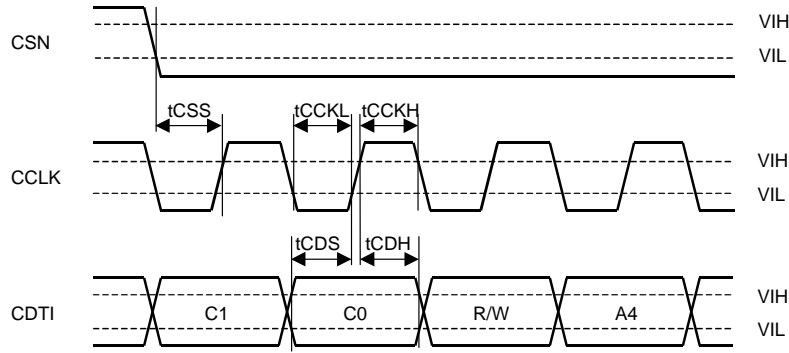 CSN
VIH
VIL
tCSS
tCCKL
tCCKH
CCLK
VIH
VIL
tCDS
tCDH
CDTI
C1
C0
R/W
A4
VIH
VIL